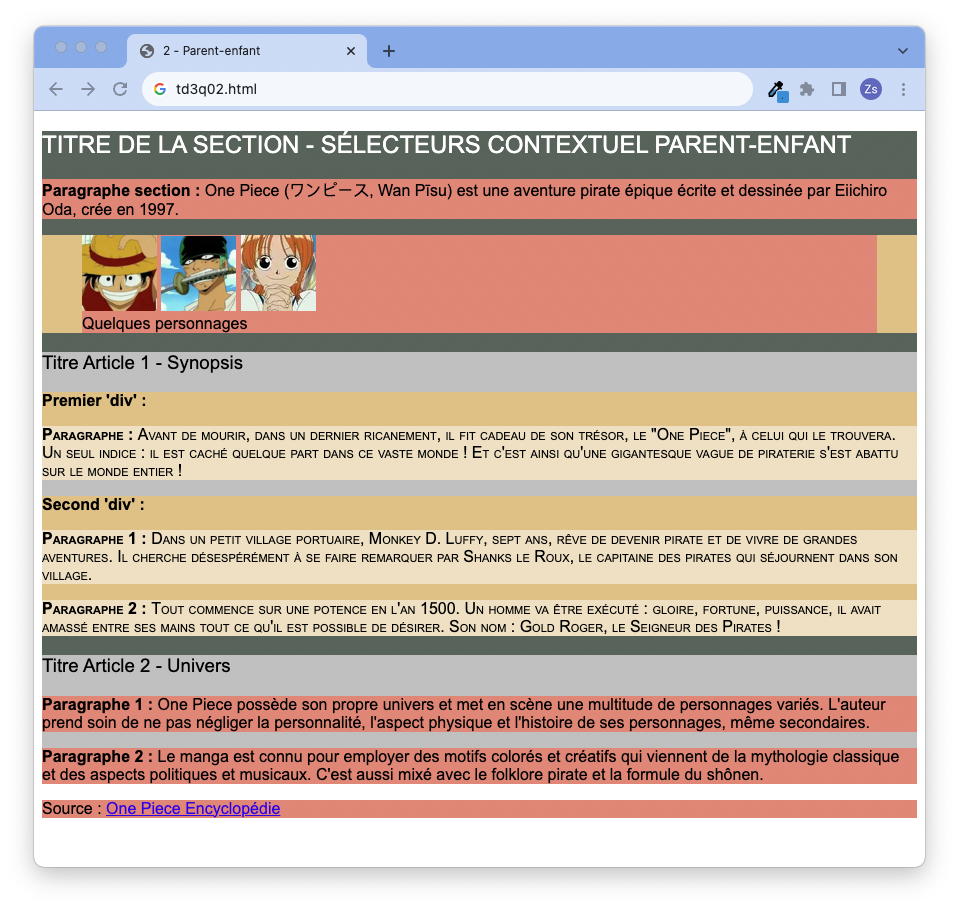 2 - Parent-enfant
td3q02.html
Zs
TITRE DE LA SECTION - SÉLECTEURS CONTEXTUEL PARENT-ENFANT
Paragraphe section : One Piece (ワンピース, Wan Pīsu) est une aventure pirate épique écrite et dessinée par Eiichiro
Oda, crée en 1997.
Quelques personnages
Titre Article 1 - Synopsis
Premier 'div' :
Paragraphe : Avant de mourir, dans un dernier ricanement, il fit cadeau de son trésor, le "One Piece", à celui qui le trouvera.
Un seul indice : il est caché quelque part dans ce vaste monde ! Et c'est ainsi qu'une gigantesque vague de piraterie s'est abattu
sur le monde entier !
Second 'div' :
Paragraphe 1 : Dans un petit village portuaire, Monkey D. Luffy, sept ans, rêve de devenir pirate et de vivre de grandes
aventures. Il cherche désespérément à se faire remarquer par Shanks le Roux, le capitaine des pirates qui séjournent dans son
village.
Paragraphe 2 : Tout commence sur une potence en l'an 1500. Un homme va être exécuté : gloire, fortune, puissance, il avait
amassé entre ses mains tout ce qu'il est possible de désirer. Son nom : Gold Roger, le Seigneur des Pirates !
Titre Article 2 - Univers
Paragraphe 1 : One Piece possède son propre univers et met en scène une multitude de personnages variés. L'auteur
prend soin de ne pas négliger la personnalité, l'aspect physique et l'histoire de ses personnages, même secondaires.
Paragraphe 2 : Le manga est connu pour employer des motifs colorés et créatifs qui viennent de la mythologie classique
et des aspects politiques et musicaux. C'est aussi mixé avec le folklore pirate et la formule du shônen.
Source : One Piece Encyclopédie